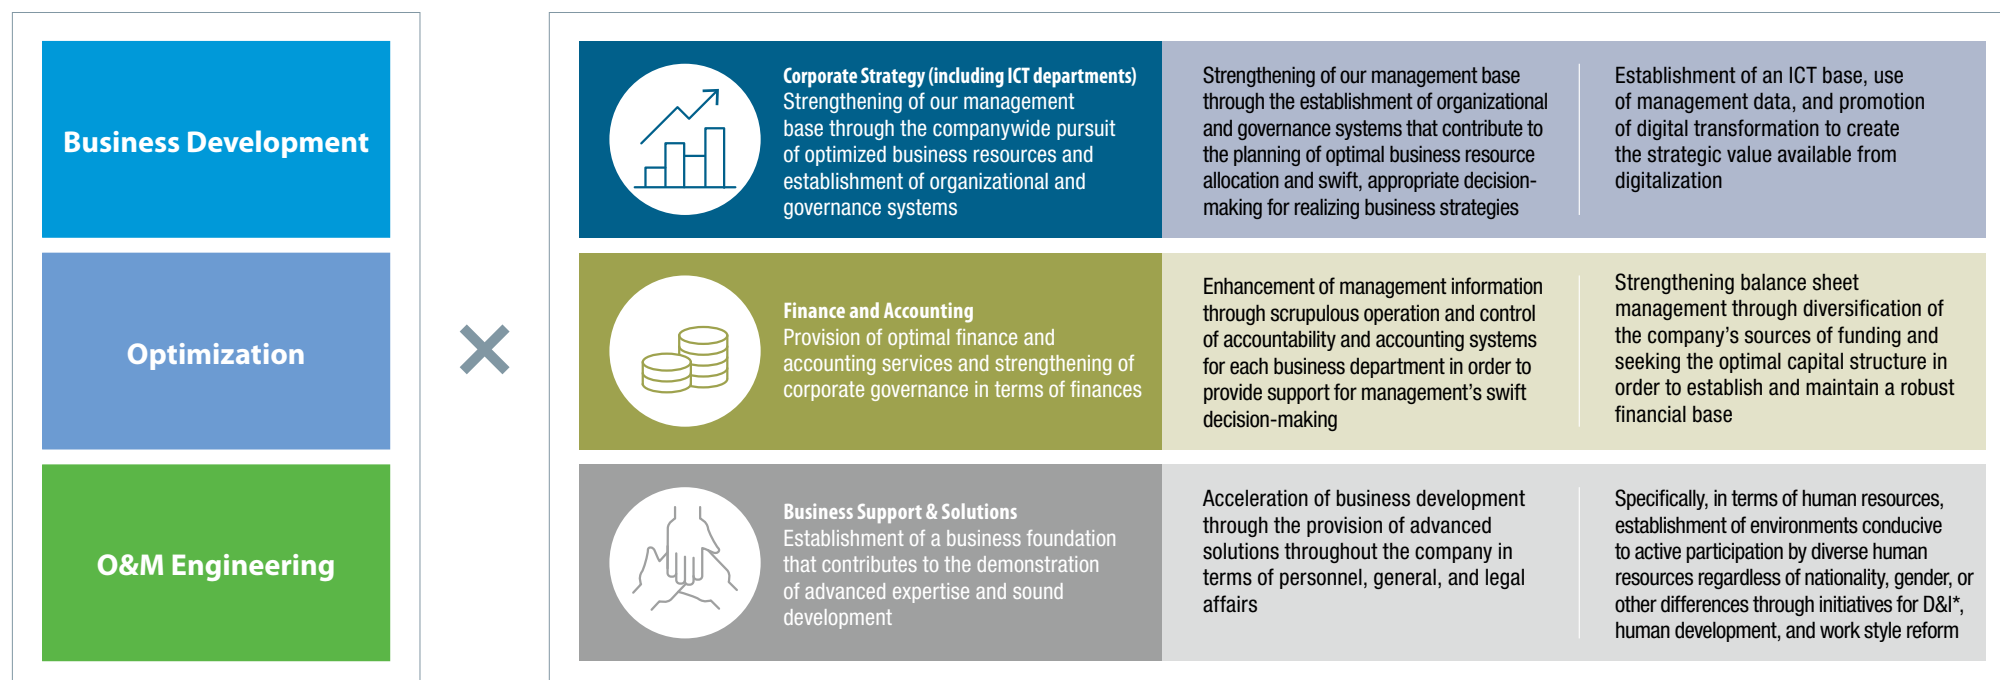 Business Development
Optimization
O&M Engineering
×
Corporate Strategy (including ICT departments)
Strengthening of our management
base through the companywide pursuit
of optimized business resources and
establishment of organizational and
governance systems
Strengthening of our management base
through the establishment of organizational
and governance systems that contribute to
the planning of optimal business resource
allocation and swift, appropriate decision-
making for realizing business strategies
Establishment of an ICT base, use
of management data, and promotion
of digital transformation to create
the strategic value available from
digitalization
Finance and Accounting
Provision of optimal finance and
accounting services and strengthening of
corporate governance in terms of finances
Enhancement of management information
through scrupulous operation and control
of accountability and accounting systems
for each business department in order to
provide support for management’s swift
decision-making
Strengthening balance sheet
management through diversification of
the company’s sources of funding and
seeking the optimal capital structure in
order to establish and maintain a robust
financial base
Business Support & Solutions
Establishment of a business foundation
that contributes to the demonstration
of advanced expertise and sound
development
Acceleration of business development
through the provision of advanced
solutions throughout the company in
terms of personnel, general, and legal
affairs
Specifically, in terms of human resources,
establishment of environments conducive
to active participation by diverse human
resources regardless of nationality, gender, or
other differences through initiatives for D&I*,
human development, and work style reform